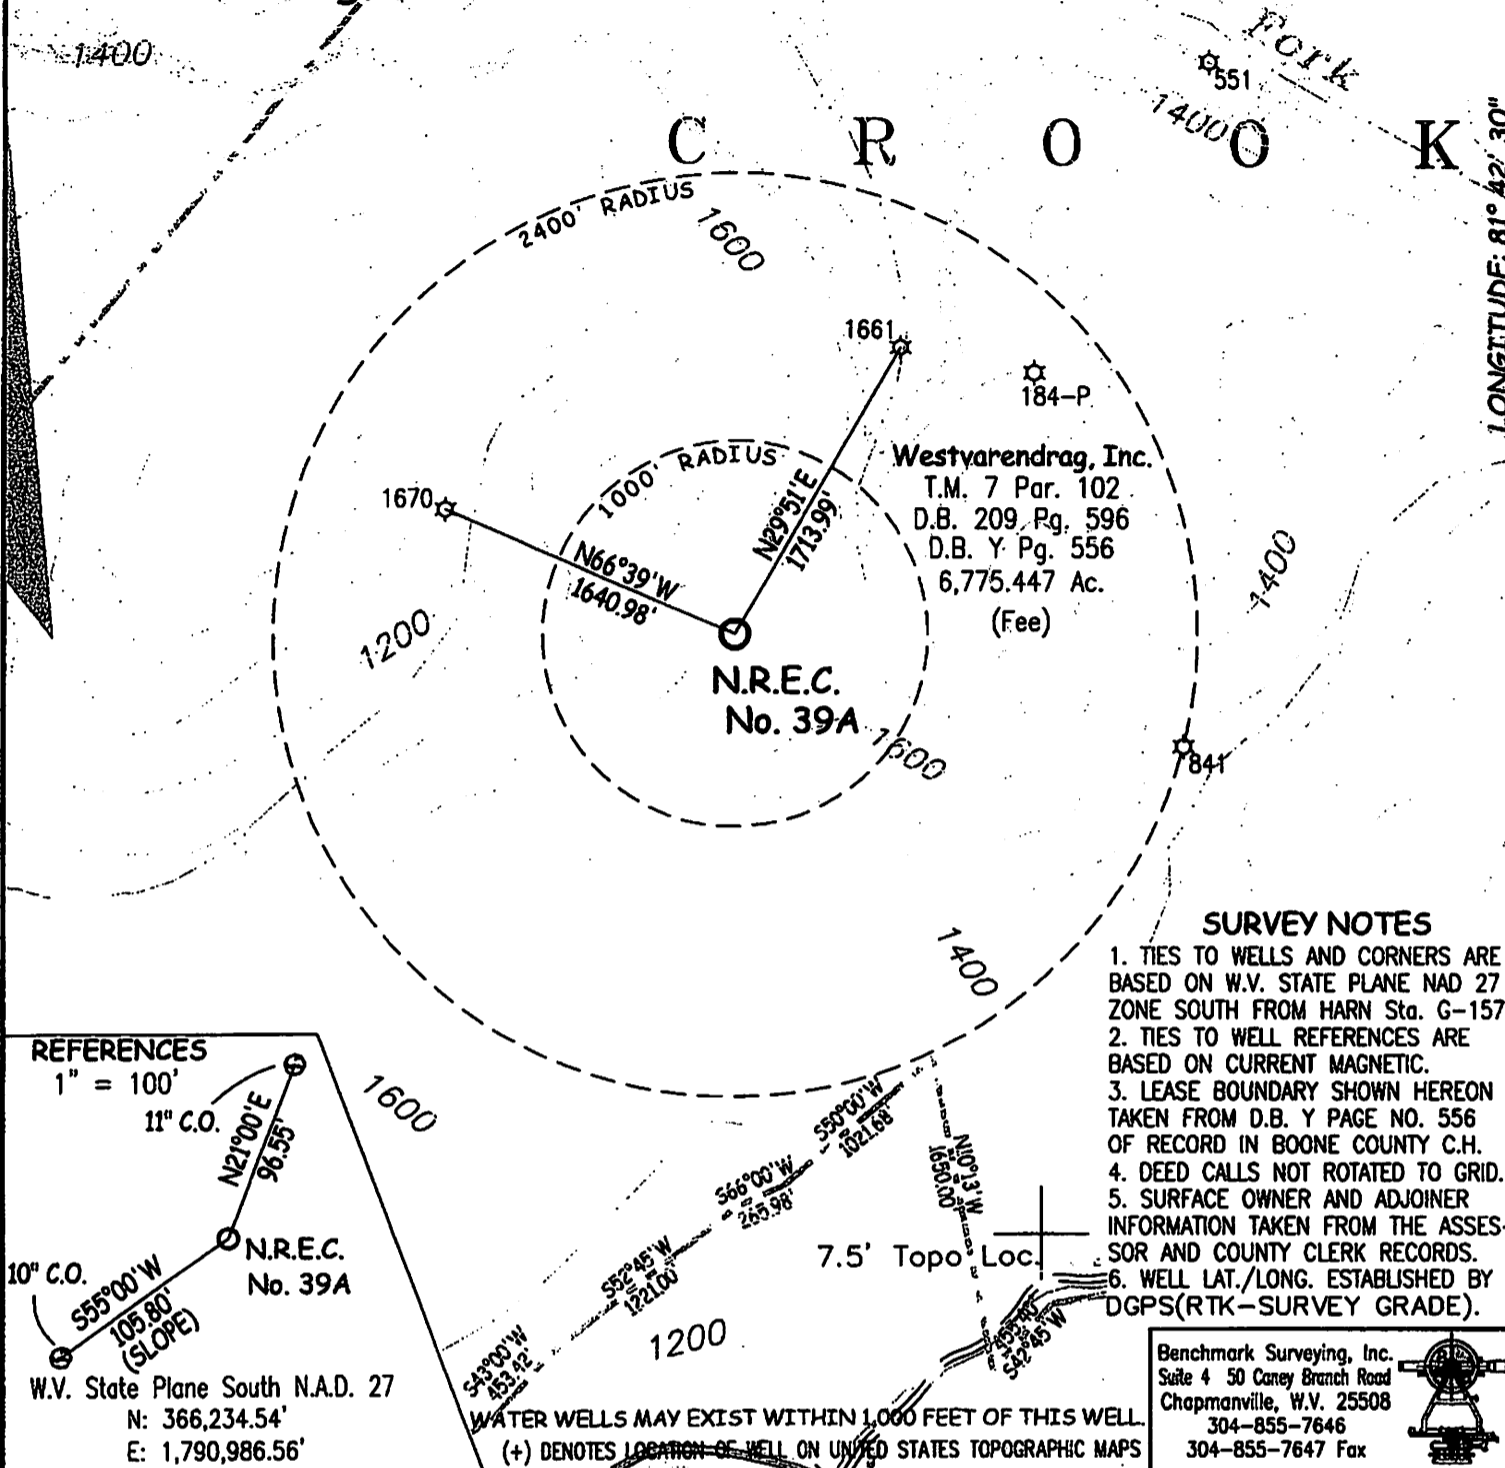 1400
Fork
551
1400
C R O O K
LONGITUDE: 81° 42' 30"
2400' RADIUS
1600
1661
184-P
1670
1000' RADIUS
N29°51'E
1713.99'
N66°39'W
1640.98'
Westvarendrag, Inc.
T.M. 7 Par. 102
D.B. 209 Pg. 596
D.B. Y Pg. 556
6,775.447 Ac.
(Fee)
1400
1200
N.R.E.C.
No. 39A
1600
841
1400
SURVEY NOTES
1. TIES TO WELLS AND CORNERS ARE
BASED ON W.V. STATE PLANE NAD 27
ZONE SOUTH FROM HARN Sta. G-157
2. TIES TO WELL REFERENCES ARE
BASED ON CURRENT MAGNETIC.
3. LEASE BOUNDARY SHOWN HEREON
TAKEN FROM D.B. Y PAGE NO. 556
OF RECORD IN BOONE COUNTY C.H.
4. DEED CALLS NOT ROTATED TO GRID.
5. SURFACE OWNER AND ADJOINER
INFORMATION TAKEN FROM THE ASSES-
SOR AND COUNTY CLERK RECORDS.
6. WELL LAT./LONG. ESTABLISHED BY
DGPS(RTK-SURVEY GRADE).
REFERENCES
1" = 100'
11" C.O.
N21°00'E
96.55'
N.R.E.C.
No. 39A
10" C.O.
S55°00'W
105.80'
(SLOPE)
W.V. State Plane South N.A.D. 27
N: 366,234.54'
E: 1,790,986.56'
1600
S50°00'W
1021.68'
N10°13'W
1650.00'
S66°00'W
265.98'
S52°45'W
1221.00'
S43°00'W
453.42'
7.5' Topo Loc.
S42°45'W
1200
WATER WELLS MAY EXIST WITHIN 1,000 FEET OF THIS WELL.
(+) DENOTES LOCATION OF WELL ON UNITED STATES TOPOGRAPHIC MAPS
Benchmark Surveying, Inc.
Suite 4 50 Caney Branch Road
Chapmanville, W.V. 25508
304-855-7646
304-855-7647 Fax